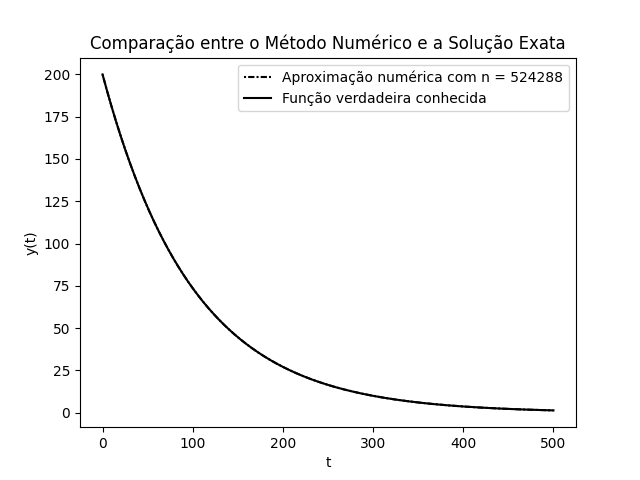 Comparação entre o Método Numérico e a Solução Exata
Aproximação numérica com n = 524288
Função verdadeira conhecida
200
175
150
125
100
75
50
25
0
y(t)
0 100 200 300 400 500
t